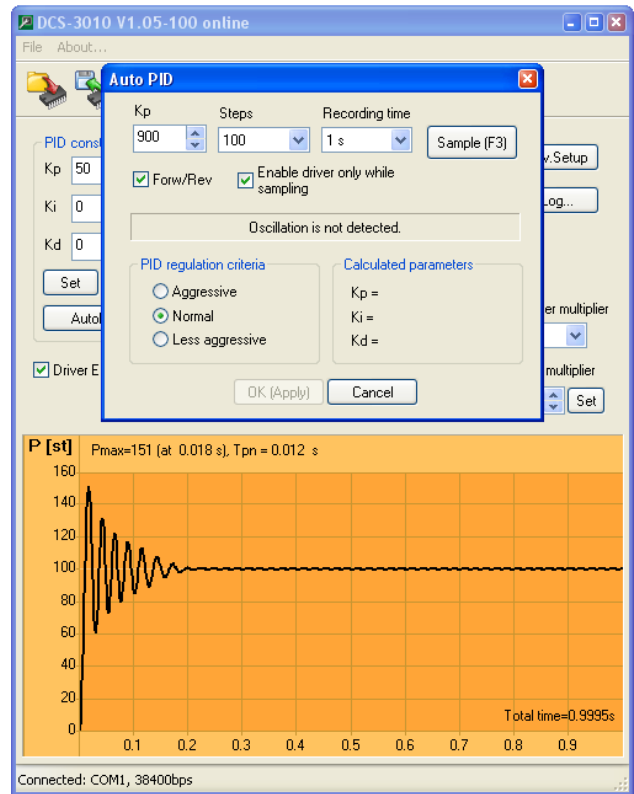 DCS-3010 V1.05-100 online
File About...
Auto PID
Kp Steps Recording time
900 100 1 s Sample (F3)
Forw/Rev Enable driver only while sampling
Oscillation is not detected.
PID regulation criteria
Aggressive
Normal
Less aggressive
Calculated parameters
Kp =
Ki =
Kd =
OK (Apply) Cancel
Kp 50
Ki 0
Kd 0
Set
.Setup
.og...
er multiplier
multiplier
Set
P [st] Pmax=151 (at 0.018 s), Tpn = 0.012 s
160
140
120
100
80
60
40
20
0
Total time=0.9995s
0.1 0.2 0.3 0.4 0.5 0.6 0.7 0.8 0.9
Connected: COM1, 38400bps